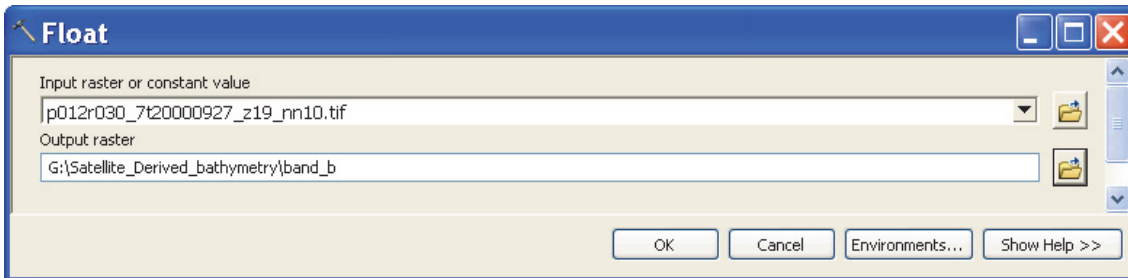 Float
Input raster or constant value
p012r030_7t20000927_z19_nn10.tif
Output raster
G:\Satellite_Derived_bathymetry\band_b
OK Cancel Environments... Show Help >>